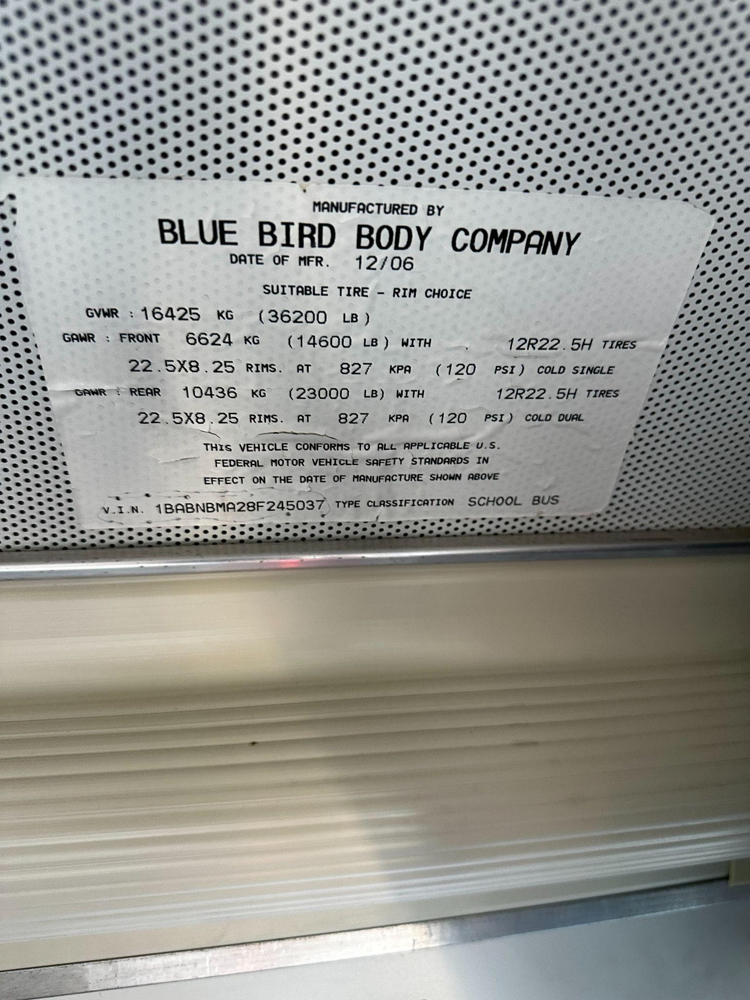 MANUFACTURED BY
BLUE BIRD BODY COMPANY
DATE OF MFR. 12/06
SUITABLE TIRE - RIM CHOICE
GVWR : 16425 KG (36200 LB)
GAWR : FRONT 6624 KG (14600 LB) WITH 12R22.5H TIRES
22.5X8.25 RIMS. AT 827 KPA (120 PSI) COLD SINGLE
GAWR : REAR 10436 KG (23000 LB) WITH 12R22.5H TIRES
22.5X8.25 RIMS. AT 827 KPA (120 PSI) COLD DUAL
THIS VEHICLE CONFORMS TO ALL APPLICABLE U.S.
FEDERAL MOTOR VEHICLE SAFETY STANDARDS IN
EFFECT ON THE DATE OF MANUFACTURE SHOWN ABOVE
V.I.N. 1BABNBMA28F245037 TYPE CLASSIFICATION SCHOOL BUS